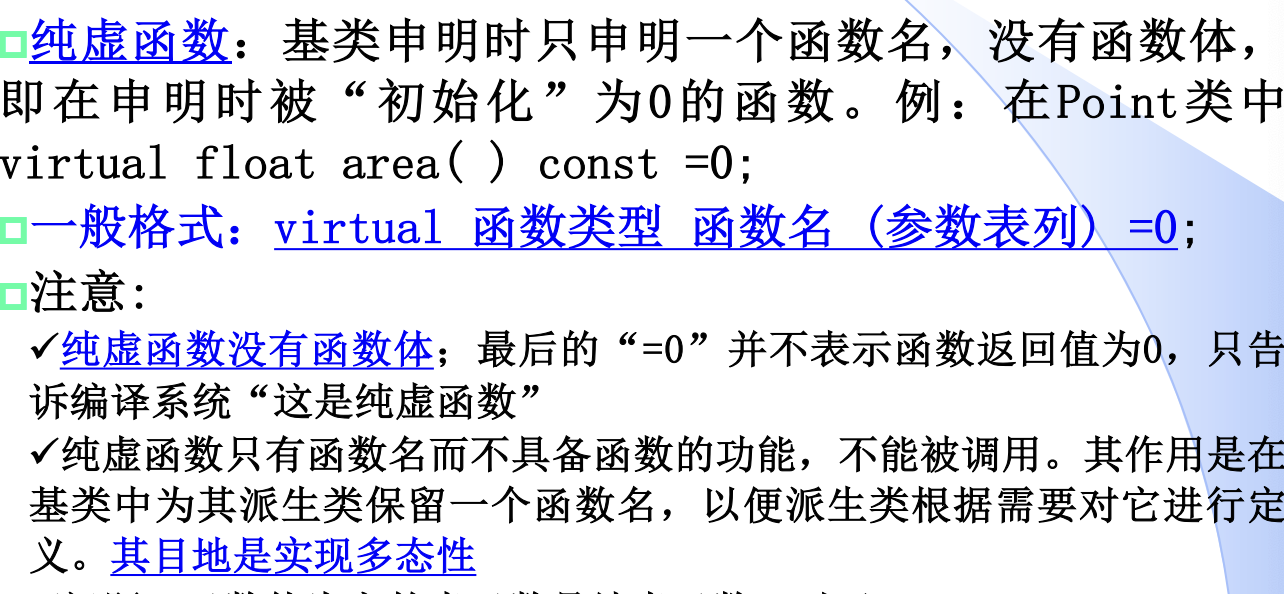 纯虚函数：基类申明时只申明一个函数名，没有函数体，
即在申明时被“初始化”为0的函数。例：在Point类中
virtual float area( ) const =0;
一般格式：virtual 函数类型 函数名 (参数表列) =0;
注意:
✓纯虚函数没有函数体；最后的“=0”并不表示函数返回值为0，只告
诉编译系统“这是纯虚函数”
✓纯虚函数只有函数名而不具备函数的功能，不能被调用。其作用是在
基类中为其派生类保留一个函数名，以便派生类根据需要对它进行定
义。其目地是实现多态性